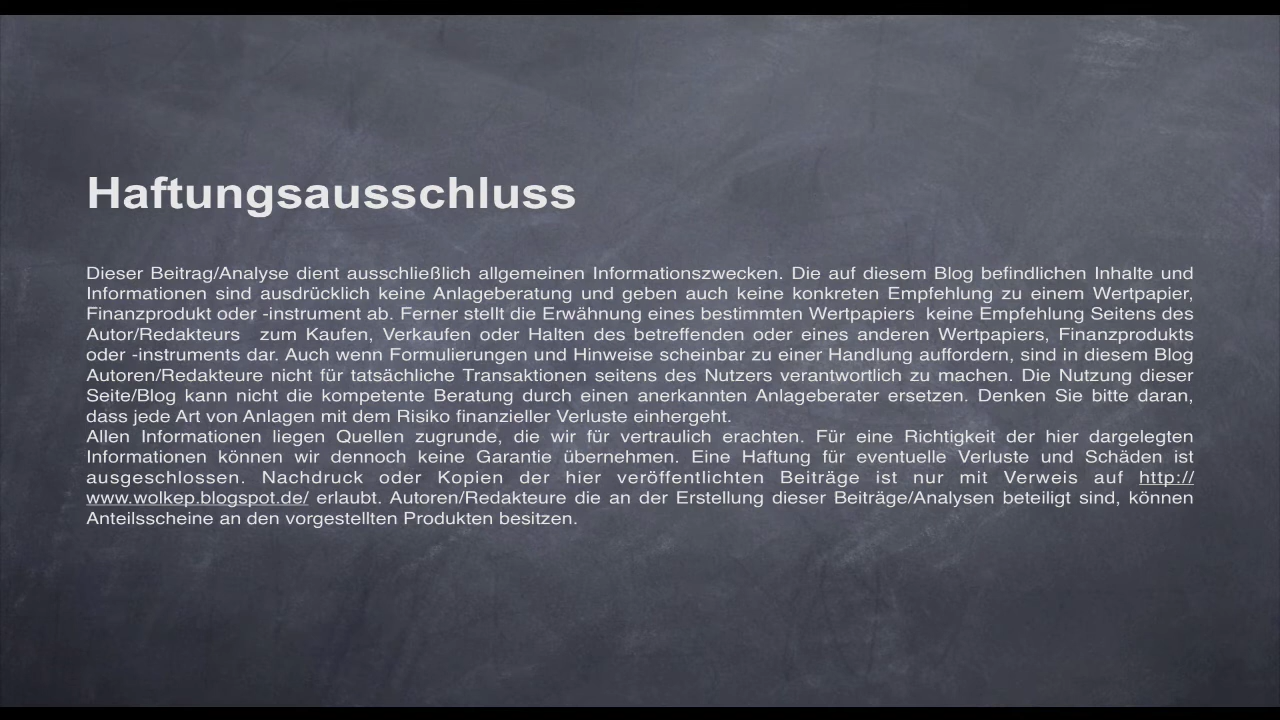 Haftungsausschluss
Dieser Beitrag/Analyse dient ausschließlich allgemeinen Informationszwecken. Die auf diesem Blog befindlichen Inhalte und
Informationen sind ausdrücklich keine Anlageberatung und geben auch keine konkreten Empfehlung zu einem Wertpapier,
Finanzprodukt oder -instrument ab. Ferner stellt die Erwähnung eines bestimmten Wertpapiers keine Empfehlung Seitens des
Autor/Redakteurs zum Kaufen, Verkaufen oder Halten des betreffenden oder eines anderen Wertpapiers, Finanzprodukts
oder -instruments dar. Auch wenn Formulierungen und Hinweise scheinbar zu einer Handlung auffordern, sind in diesem Blog
Autoren/Redakteure nicht für tatsächliche Transaktionen seitens des Nutzers verantwortlich zu machen. Die Nutzung dieser
Seite/Blog kann nicht die kompetente Beratung durch einen anerkannten Anlageberater ersetzen. Denken Sie bitte daran,
dass jede Art von Anlagen mit dem Risiko finanzieller Verluste einhergeht.
Allen Informationen liegen Quellen zugrunde, die wir für vertraulich erachten. Für eine Richtigkeit der hier dargelegten
Informationen können wir dennoch keine Garantie übernehmen. Eine Haftung für eventuelle Verluste und Schäden ist
ausgeschlossen. Nachdruck oder Kopien der hier veröffentlichten Beiträge ist nur mit Verweis auf http://
www.wolkep.blogspot.de/ erlaubt. Autoren/Redakteure die an der Erstellung dieser Beiträge/Analysen beteiligt sind, können
Anteilsscheine an den vorgestellten Produkten besitzen.